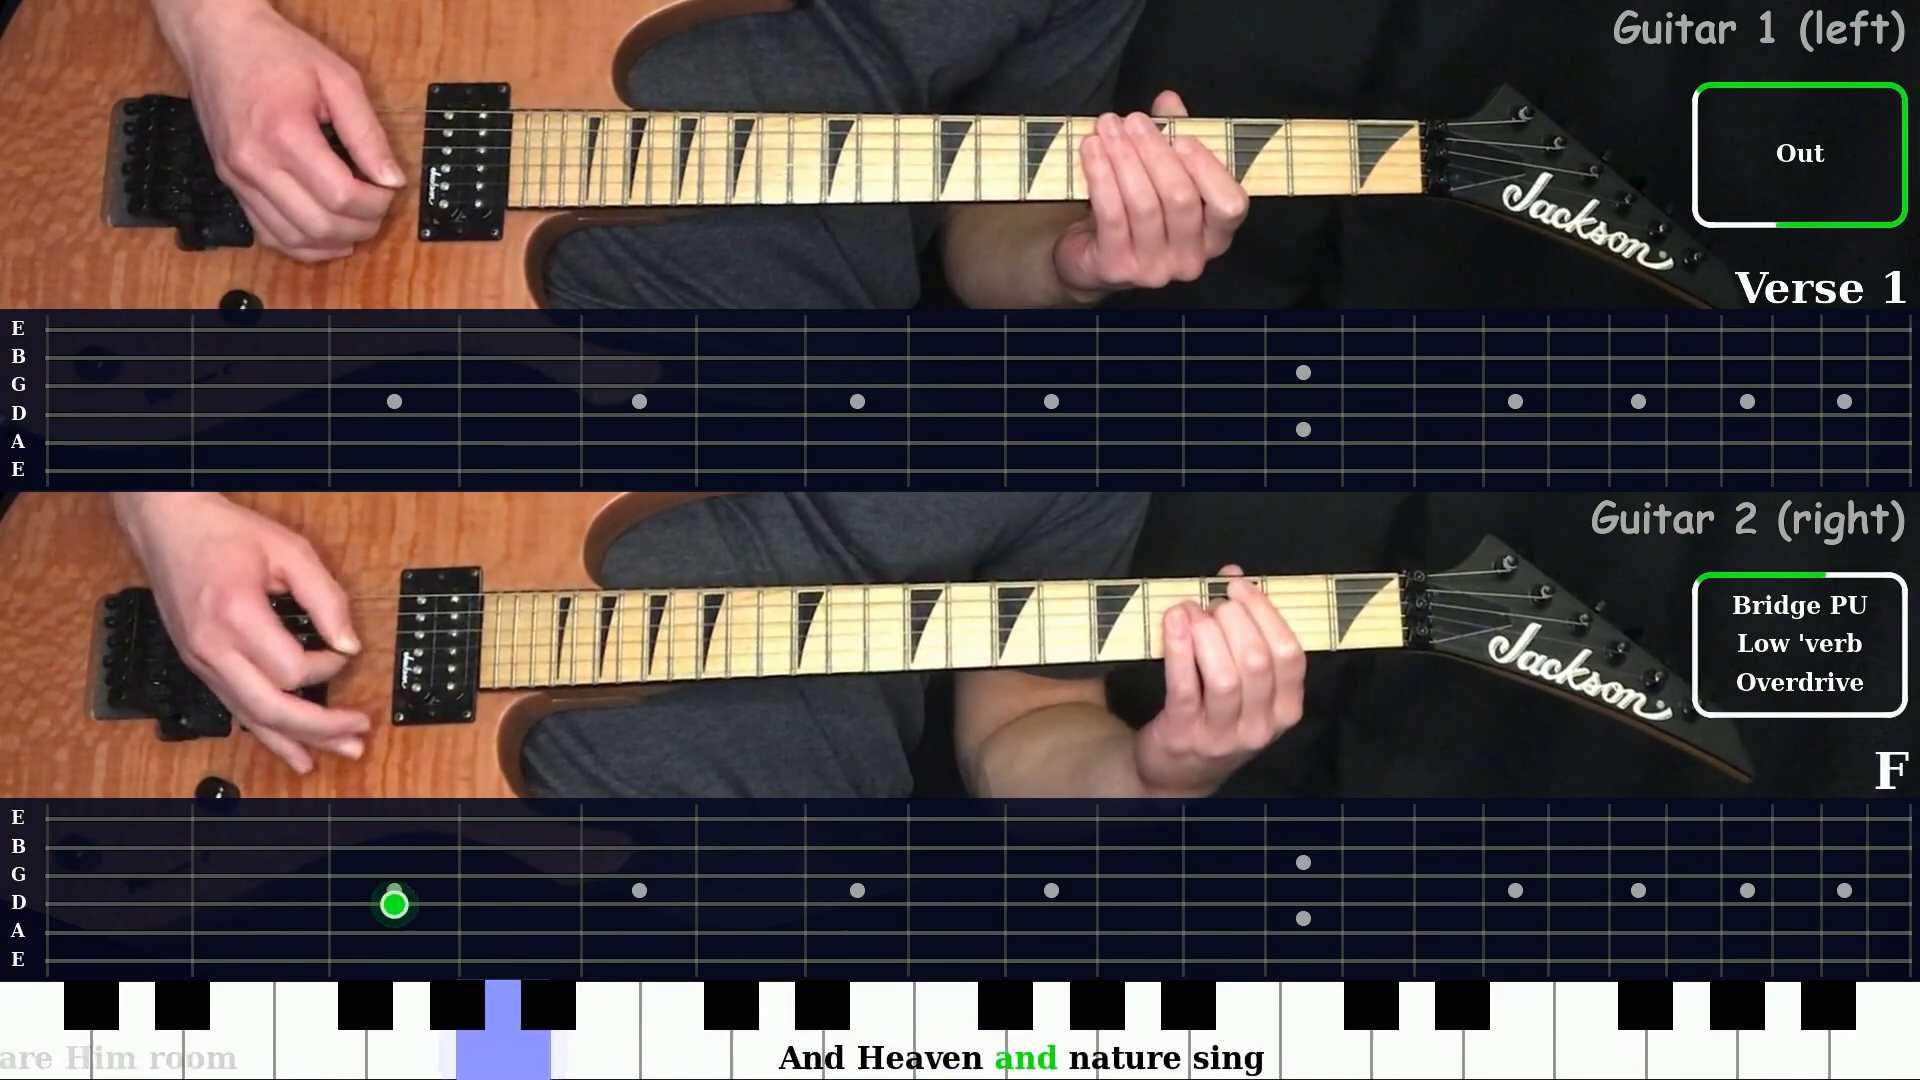 Guitar 1 (left)
Out
Jackson
Verse 1
E
B
G
D
A
E
Guitar 2 (right)
Bridge PU
Low 'verb
Overdrive
Jackson
F
E
B
G
D
A
E
are Him room
And Heaven and nature sing